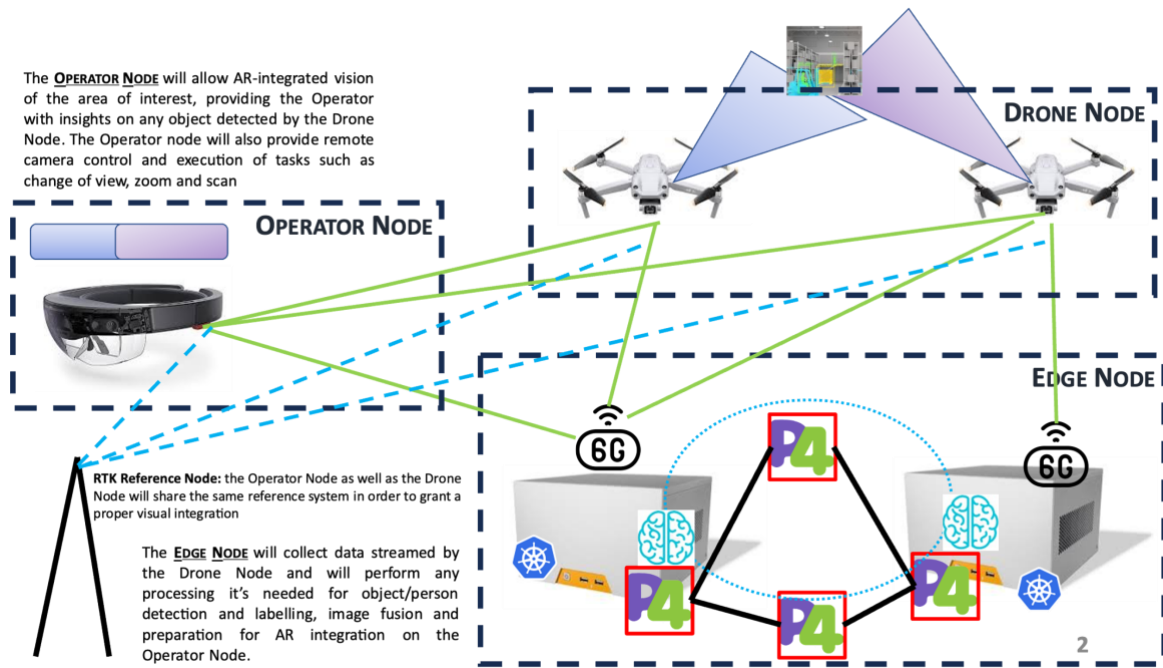 The OPERATOR NODE will allow AR-integrated vision
of the area of interest, providing the Operator
with insights on any object detected by the Drone
Node. The Operator node will also provide remote
camera control and execution of tasks such as
change of view, zoom and scan
DRONE NODE
OPERATOR NODE
EDGE NODE
6G
6G
P4
P4
P4
P4
RTK Reference Node: the Operator Node as well as the Drone
Node will share the same reference system in order to grant a
proper visual integration
The EDGE NODE will collect data streamed by
the Drone Node and will perform any
processing it's needed for object/person
detection and labelling, image fusion and
preparation for AR integration on the
Operator Node.
2